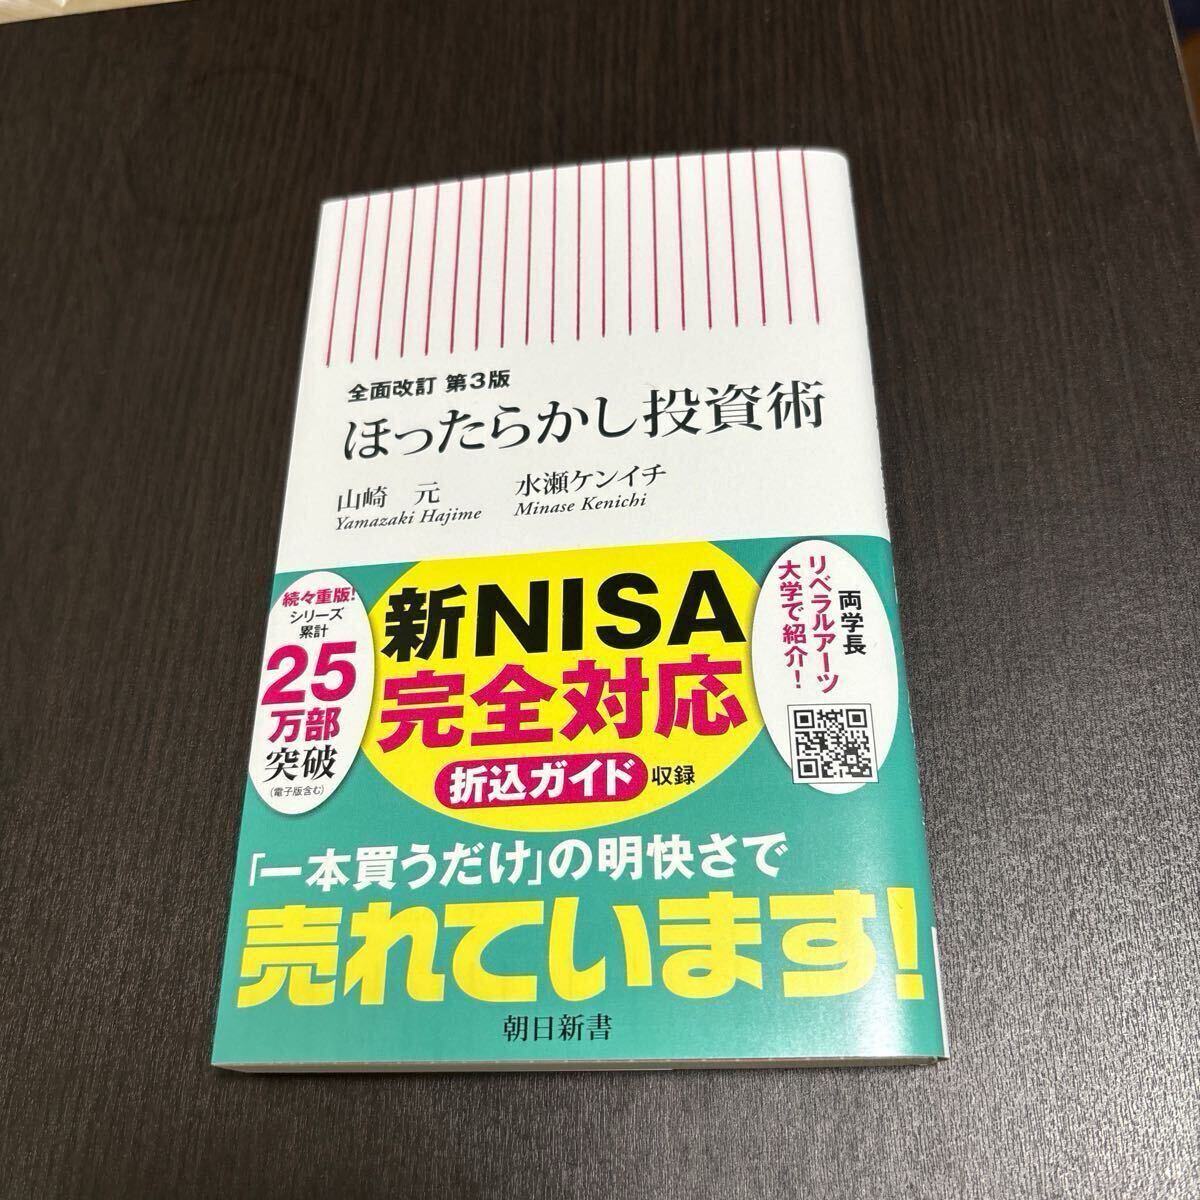 全面改訂 第3版
ほったらかし投資術
山崎 元
Yamazaki Hajime
水瀬ケンイチ
Minase Kenichi
続々重版!
シリーズ
累計
25
万部
突破
(電子版含む)
新NISA
完全対応
折込ガイド 収録
両学長
リベラルアーツ
大学で紹介!
「一本買うだけ」の明快さで
売れています!
朝日新書